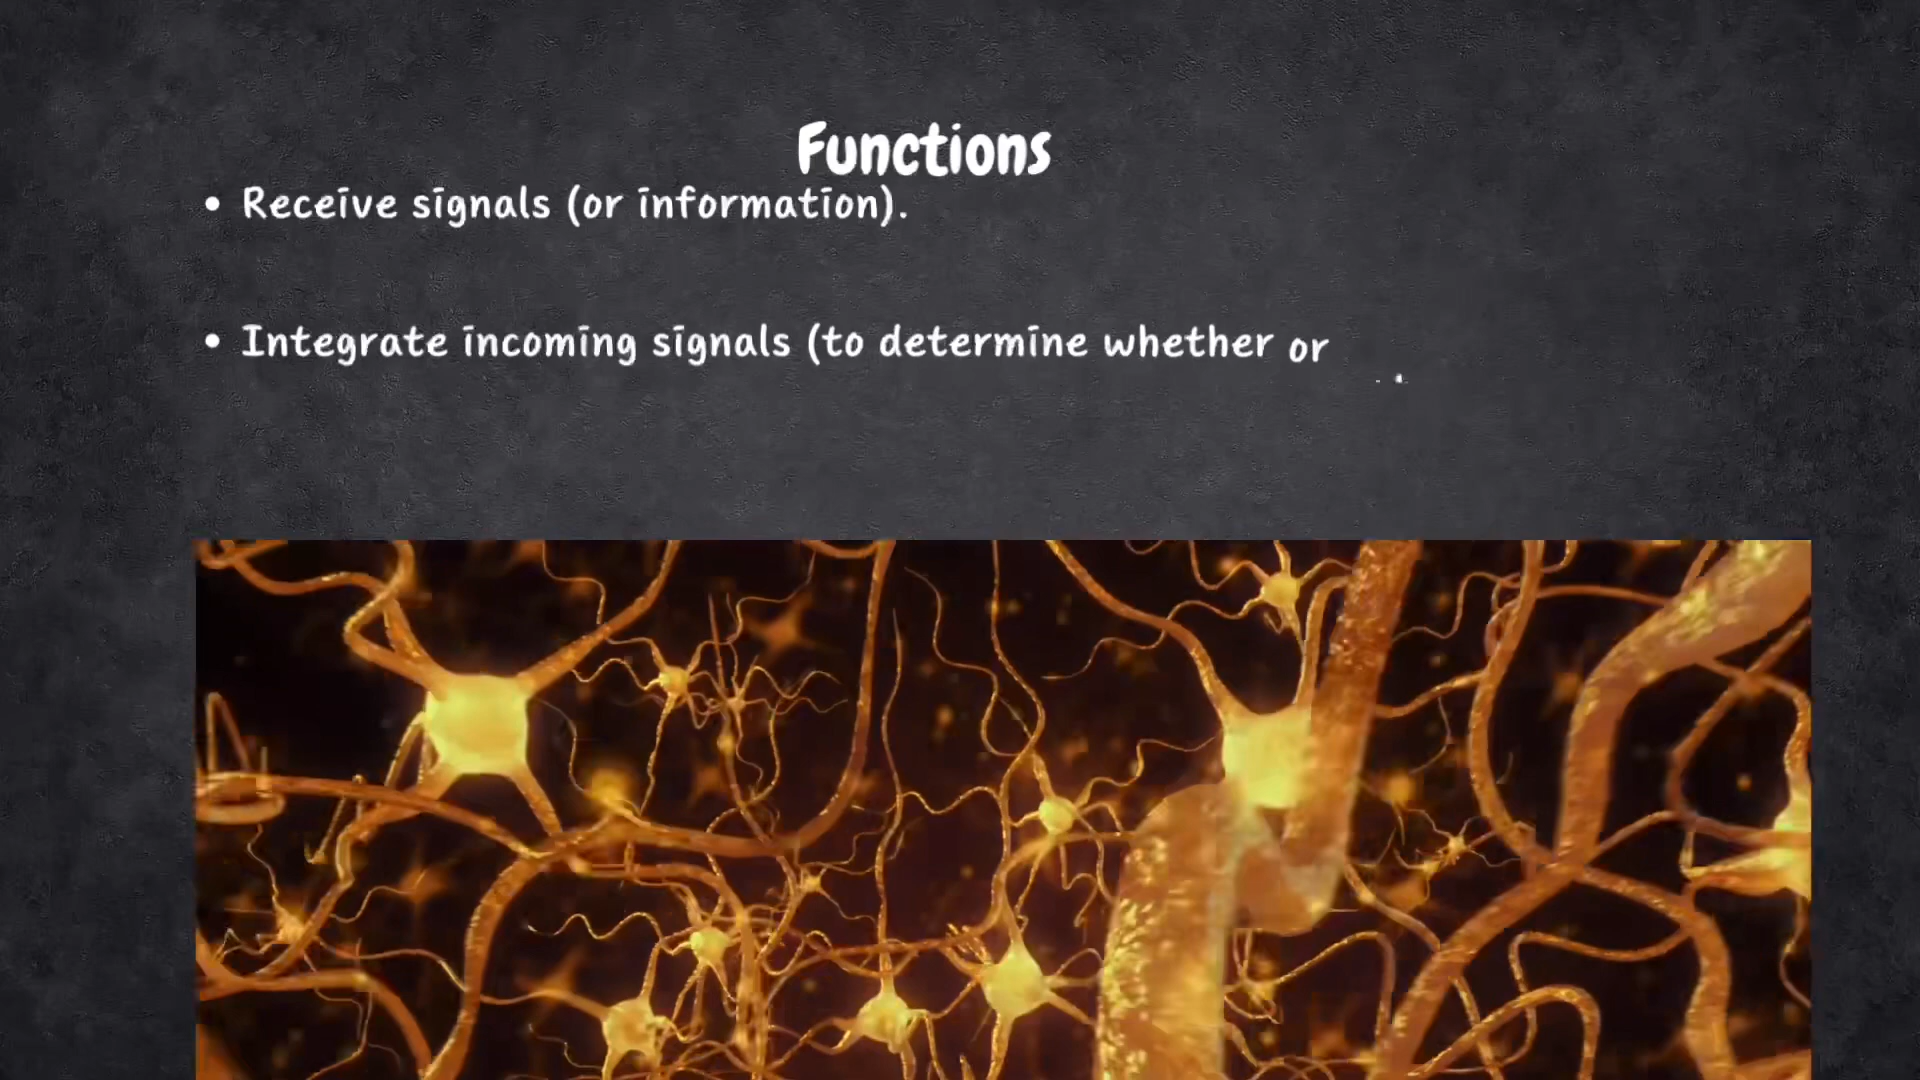 Functions
• Receive signals (or information).
• Integrate incoming signals (to determine whether or